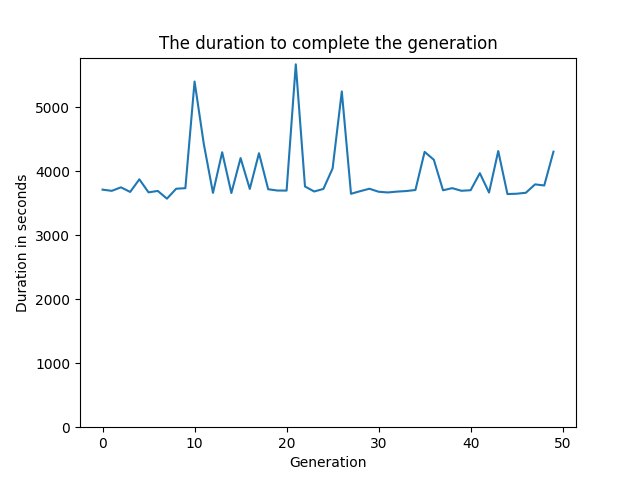 The duration to complete the generation
Duration in seconds
5000
4000
3000
2000
1000
0
0 10 20 30 40 50
Generation